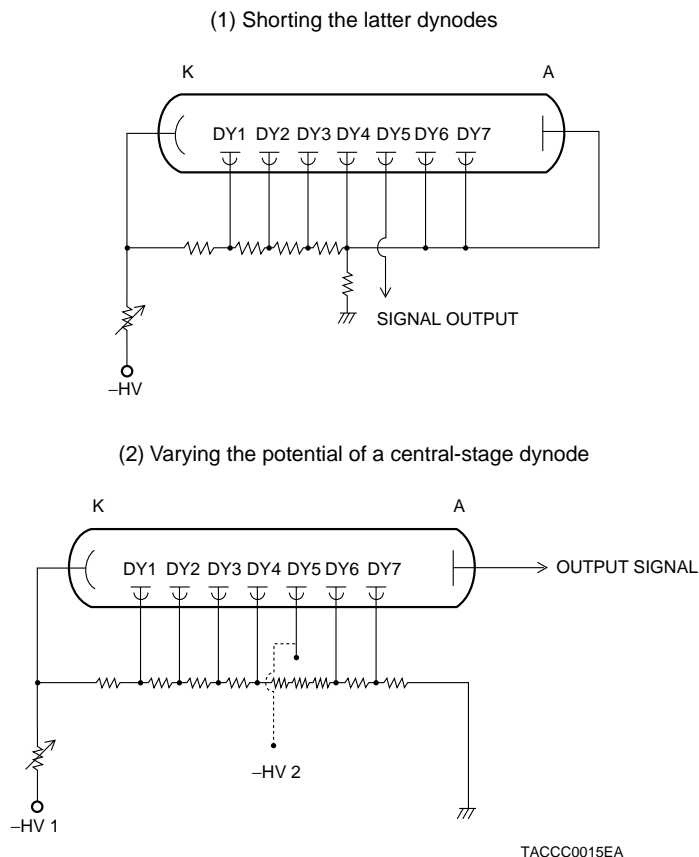 (1) Shorting the latter dynodes
K A
DY1 DY2 DY3 DY4 DY5 DY6 DY7
SIGNAL OUTPUT
–HV
(2) Varying the potential of a central-stage dynode
K A
DY1 DY2 DY3 DY4 DY5 DY6 DY7
OUTPUT SIGNAL
–HV 2
–HV 1
TACCC0015EA